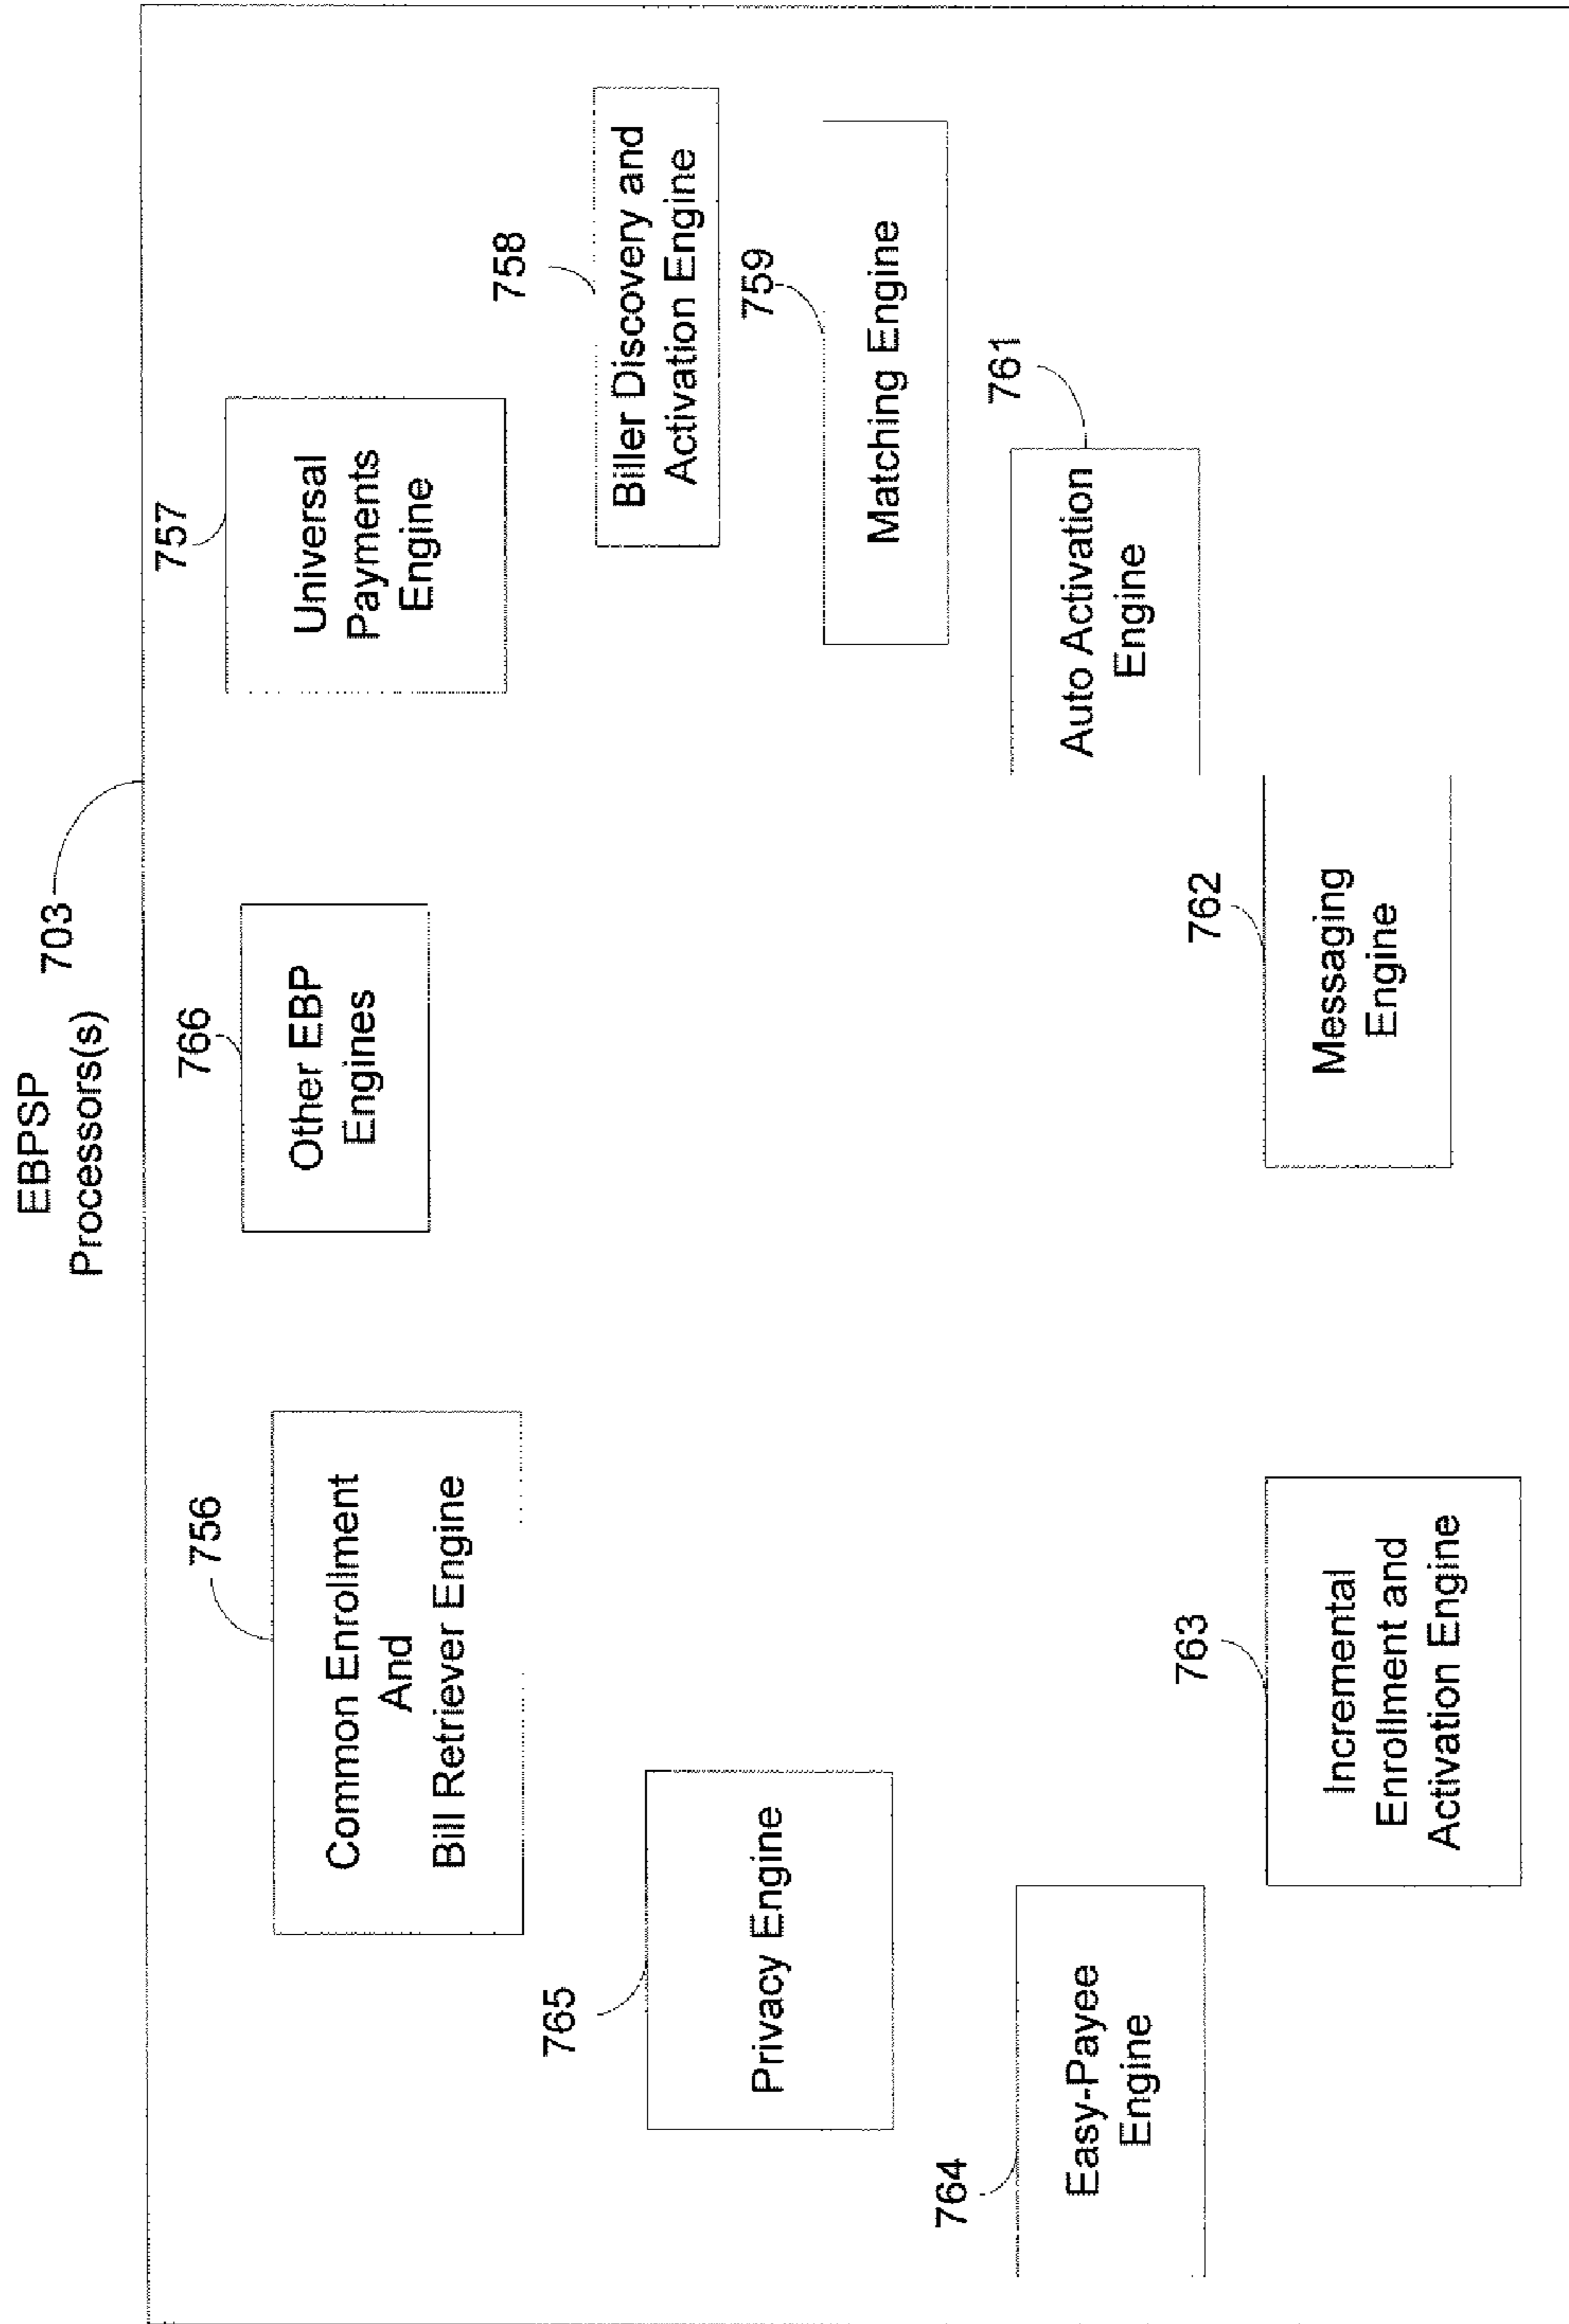 EBPSP
Processors(s)
703
756
Common Enrollment
And
Bill Retriever Engine
766
Other EBP
Engines
757
Universal
Payments
Engine
765
Privacy Engine
758
Biller Discovery and
Activation Engine
759
Matching Engine
764
Easy-Payee
Engine
761
Auto Activation
Engine
763
Incremental
Enrollment and
Activation Engine
762
Messaging
Engine